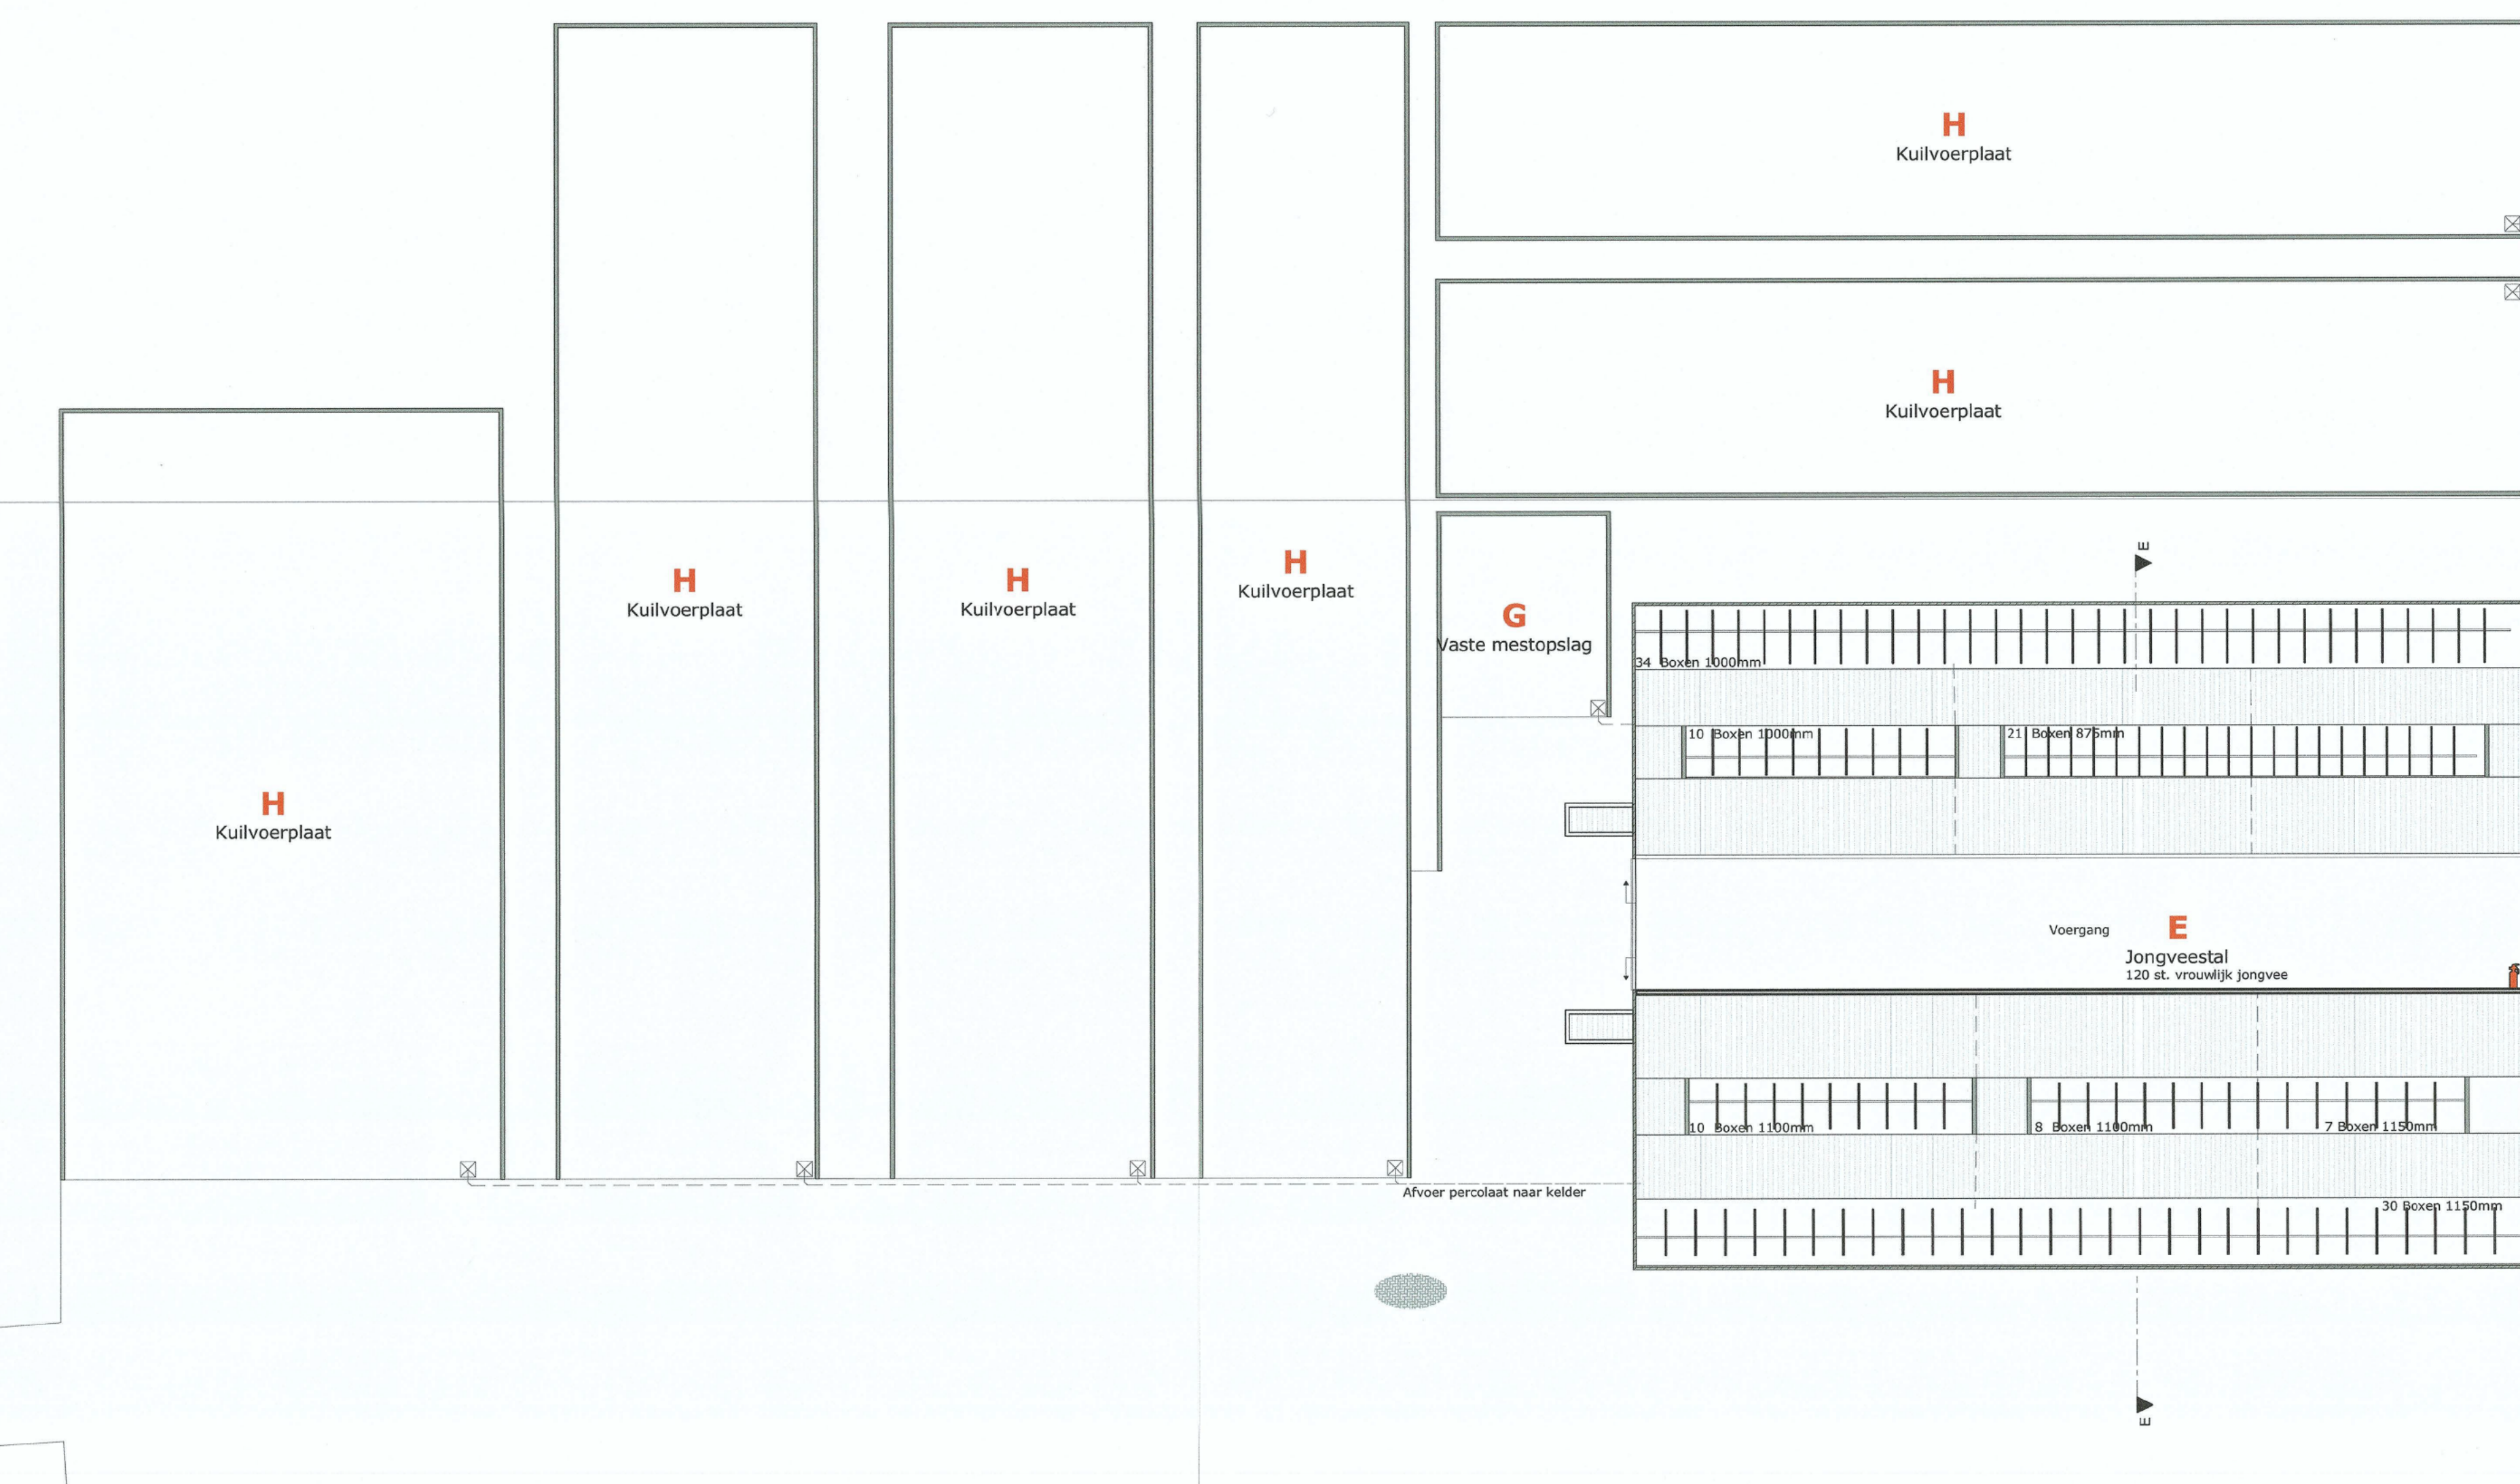 H
Kuilvoerplaat
H
Kuilvoerplaat
H
Kuilvoerplaat
H
Kuilvoerplaat
H
Kuilvoerplaat
H
Kuilvoerplaat
G
Vaste mestopslag
E
34 Boxen 1000mm
10 Boxen 1000mm
21 Boxen 875mm
Voergang
E
Jongveestal
120 st. vrouwlijk jongvee
10 Boxen 1100mm
8 Boxen 1100mm
7 Boxen 1150mm
Afvoer percolaat naar kelder
30 Boxen 1150mm
E